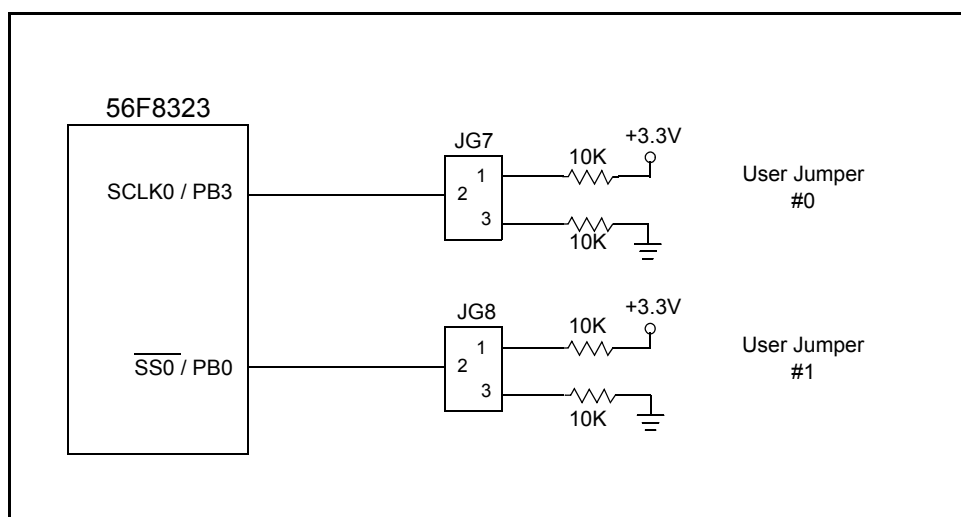 56F8323
SCLK0 / PB3
SS0 / PB0
JG7
1
2
3
10K
10K
+3.3V
User Jumper
#0
JG8
1
2
3
10K
10K
+3.3V
User Jumper
#1